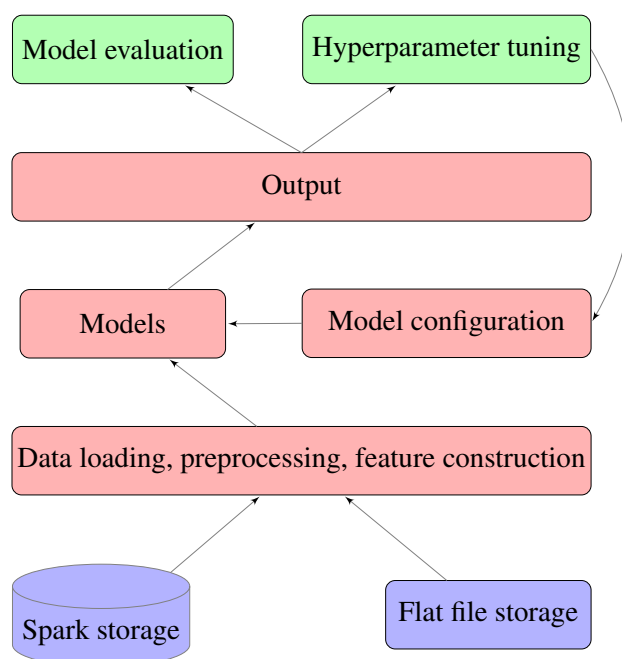 Model evaluation
Hyperparameter tuning
Output
Models
Model configuration
Data loading, preprocessing, feature construction
Spark storage
Flat file storage